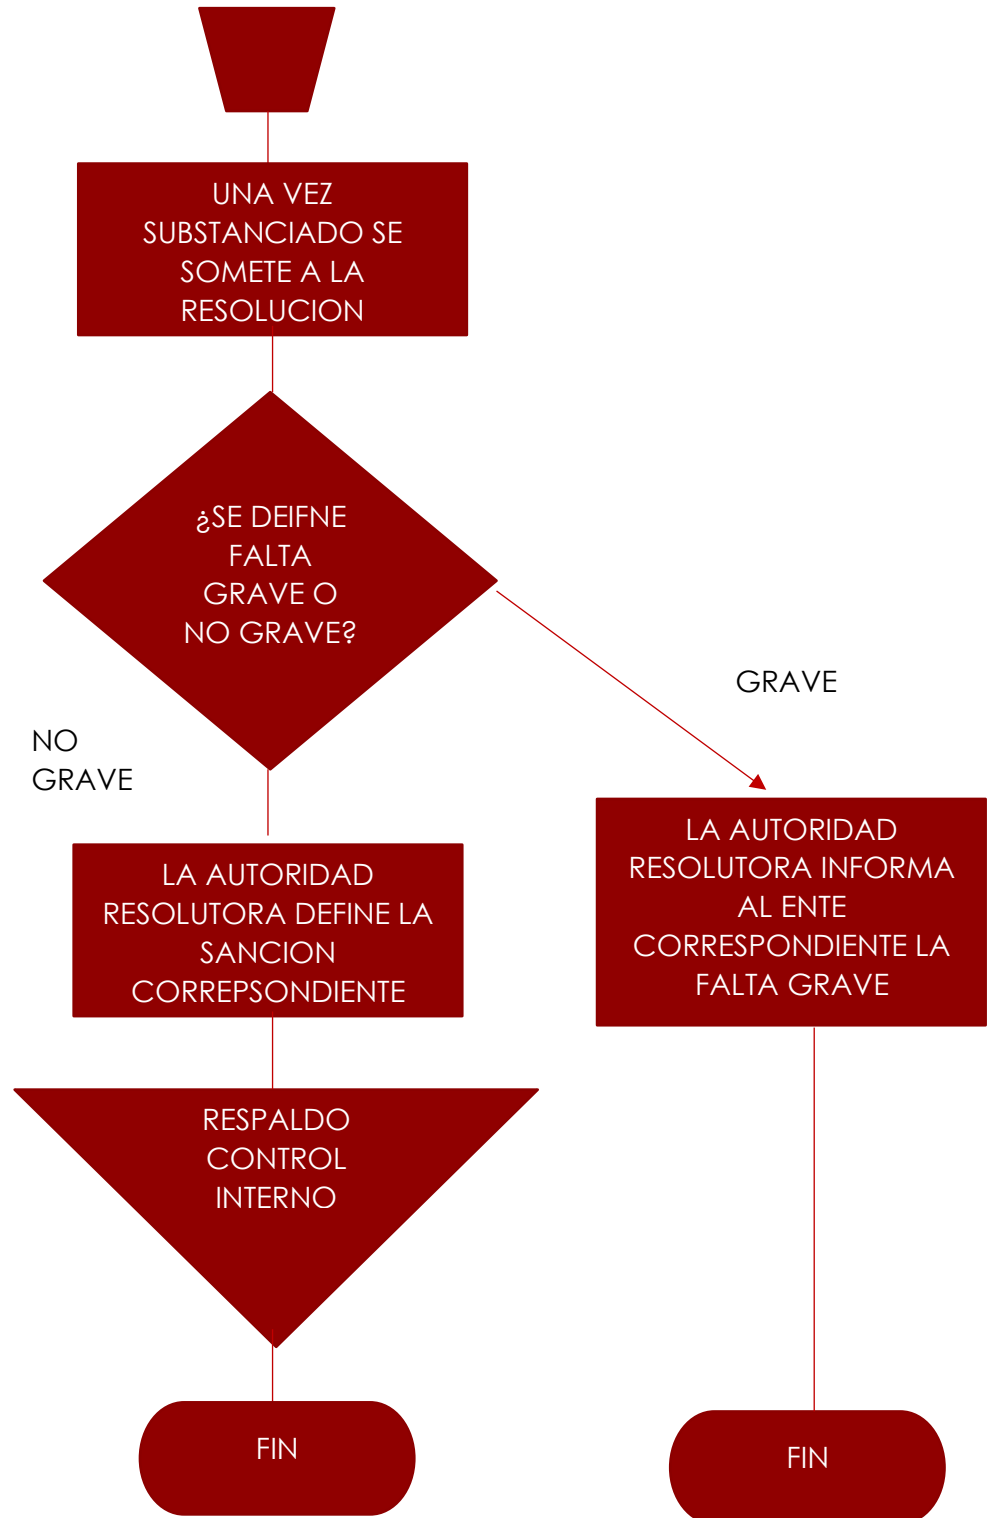 UNA VEZ
SUBSTANCIADO SE
SOMETE A LA
RESOLUCION
¿SE DEIFNE
FALTA
GRAVE O
NO GRAVE?
GRAVE
NO
GRAVE
LA AUTORIDAD
RESOLUTORA INFORMA
AL ENTE
CORRESPONDIENTE LA
FALTA GRAVE
LA AUTORIDAD
RESOLUTORA DEFINE LA
SANCION
CORREPSONDIENTE
RESPALDO
CONTROL
INTERNO
FIN
FIN